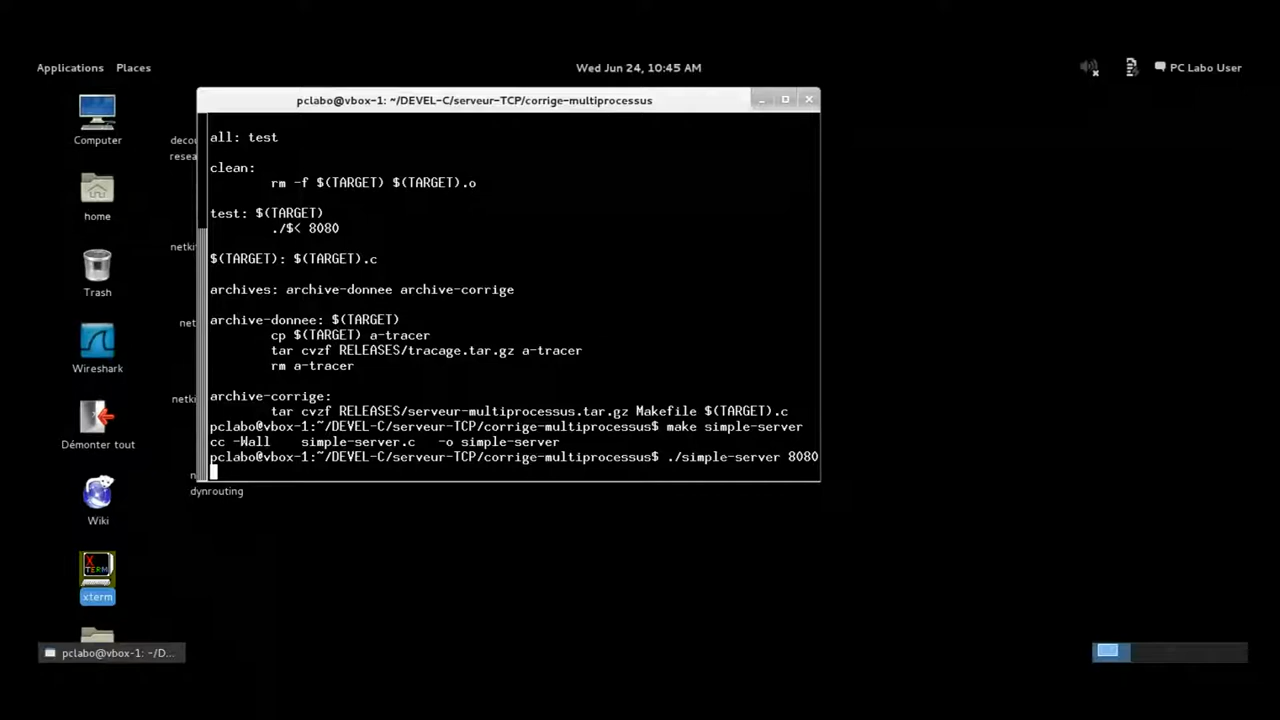 Applications Places
Wed Jun 24, 10:45 AM
PC Labo User
pclabo@vbox-1: ~/DEVEL-C/serveur-TCP/corrige-multiprocessus
Computer
home
Trash
Wireshark
Démonter tout
Wiki
xterm
decou
resea
netki
net
netki
n
dynrouting
all: test
clean:
rm -f $(TARGET) $(TARGET).o
test: $(TARGET)
./$< 8080
$(TARGET): $(TARGET).c
archives: archive-donnee archive-corrige
archive-donnee: $(TARGET)
cp $(TARGET) a-tracer
tar cvzf RELEASES/tracage.tar.gz a-tracer
rm a-tracer
archive-corrige:
tar cvzf RELEASES/serveur-multiprocessus.tar.gz Makefile $(TARGET).c
pclabo@vbox-1:~/DEVEL-C/serveur-TCP/corrige-multiprocessus$ make simple-server
cc -Wall    simple-server.c   -o simple-server
pclabo@vbox-1:~/DEVEL-C/serveur-TCP/corrige-multiprocessus$ ./simple-server 8080
pclabo@vbox-1: ~/D...